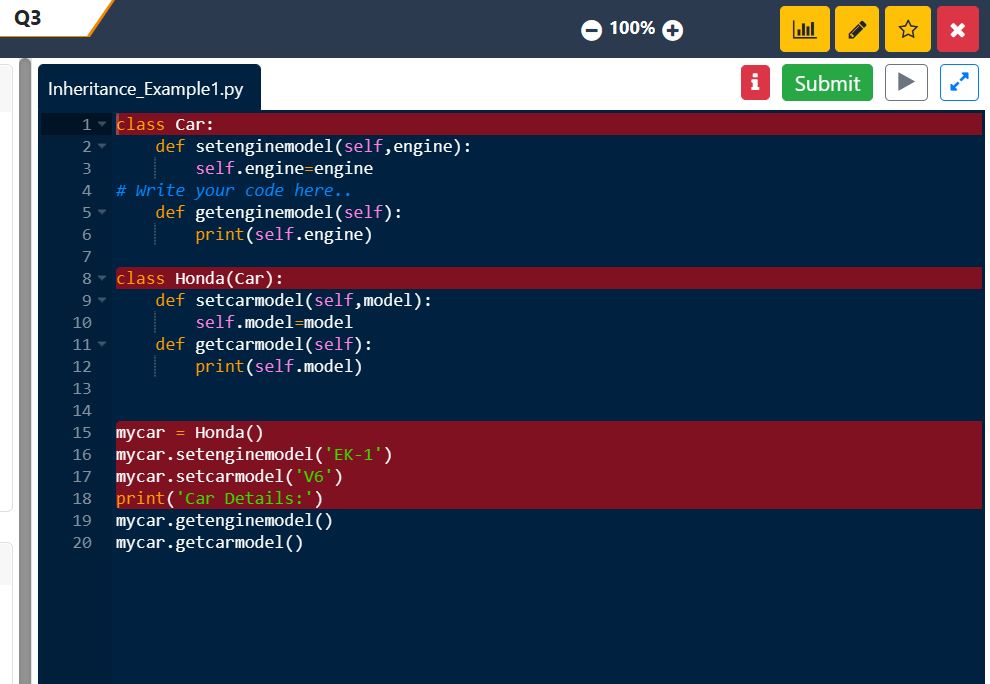 Q3
100%
Inheritance_Example1.py
i
Submit
1 class Car:
2     def setenginemodel(self,engine):
3         self.engine=engine
4 # Write your code here..
5     def getenginemodel(self):
6         print(self.engine)
7
8 class Honda(Car):
9     def setcarmodel(self,model):
10         self.model=model
11     def getcarmodel(self):
12         print(self.model)
13
14
15 mycar = Honda()
16 mycar.setenginemodel('EK-1')
17 mycar.setcarmodel('V6')
18 print('Car Details:')
19 mycar.getenginemodel()
20 mycar.getcarmodel()